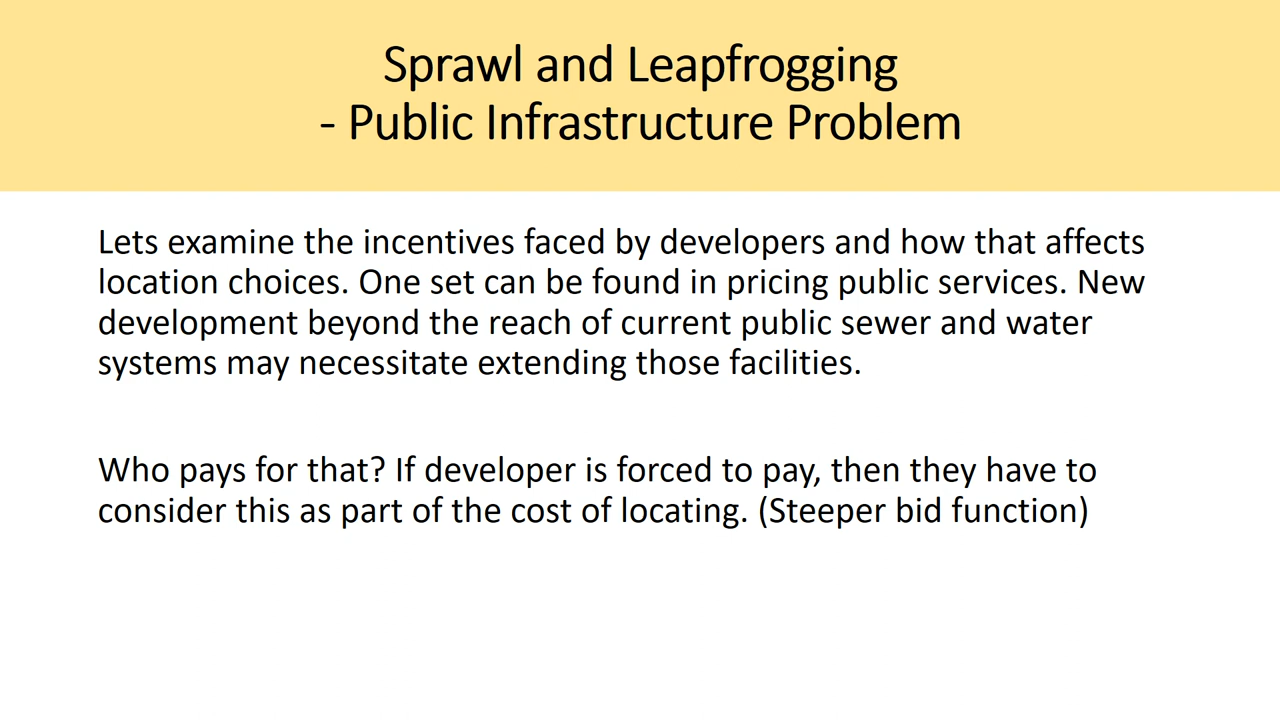 Sprawl and Leapfrogging
- Public Infrastructure Problem
Lets examine the incentives faced by developers and how that affects
location choices. One set can be found in pricing public services. New
development beyond the reach of current public sewer and water
systems may necessitate extending those facilities.
Who pays for that? If developer is forced to pay, then they have to
consider this as part of the cost of locating. (Steeper bid function)